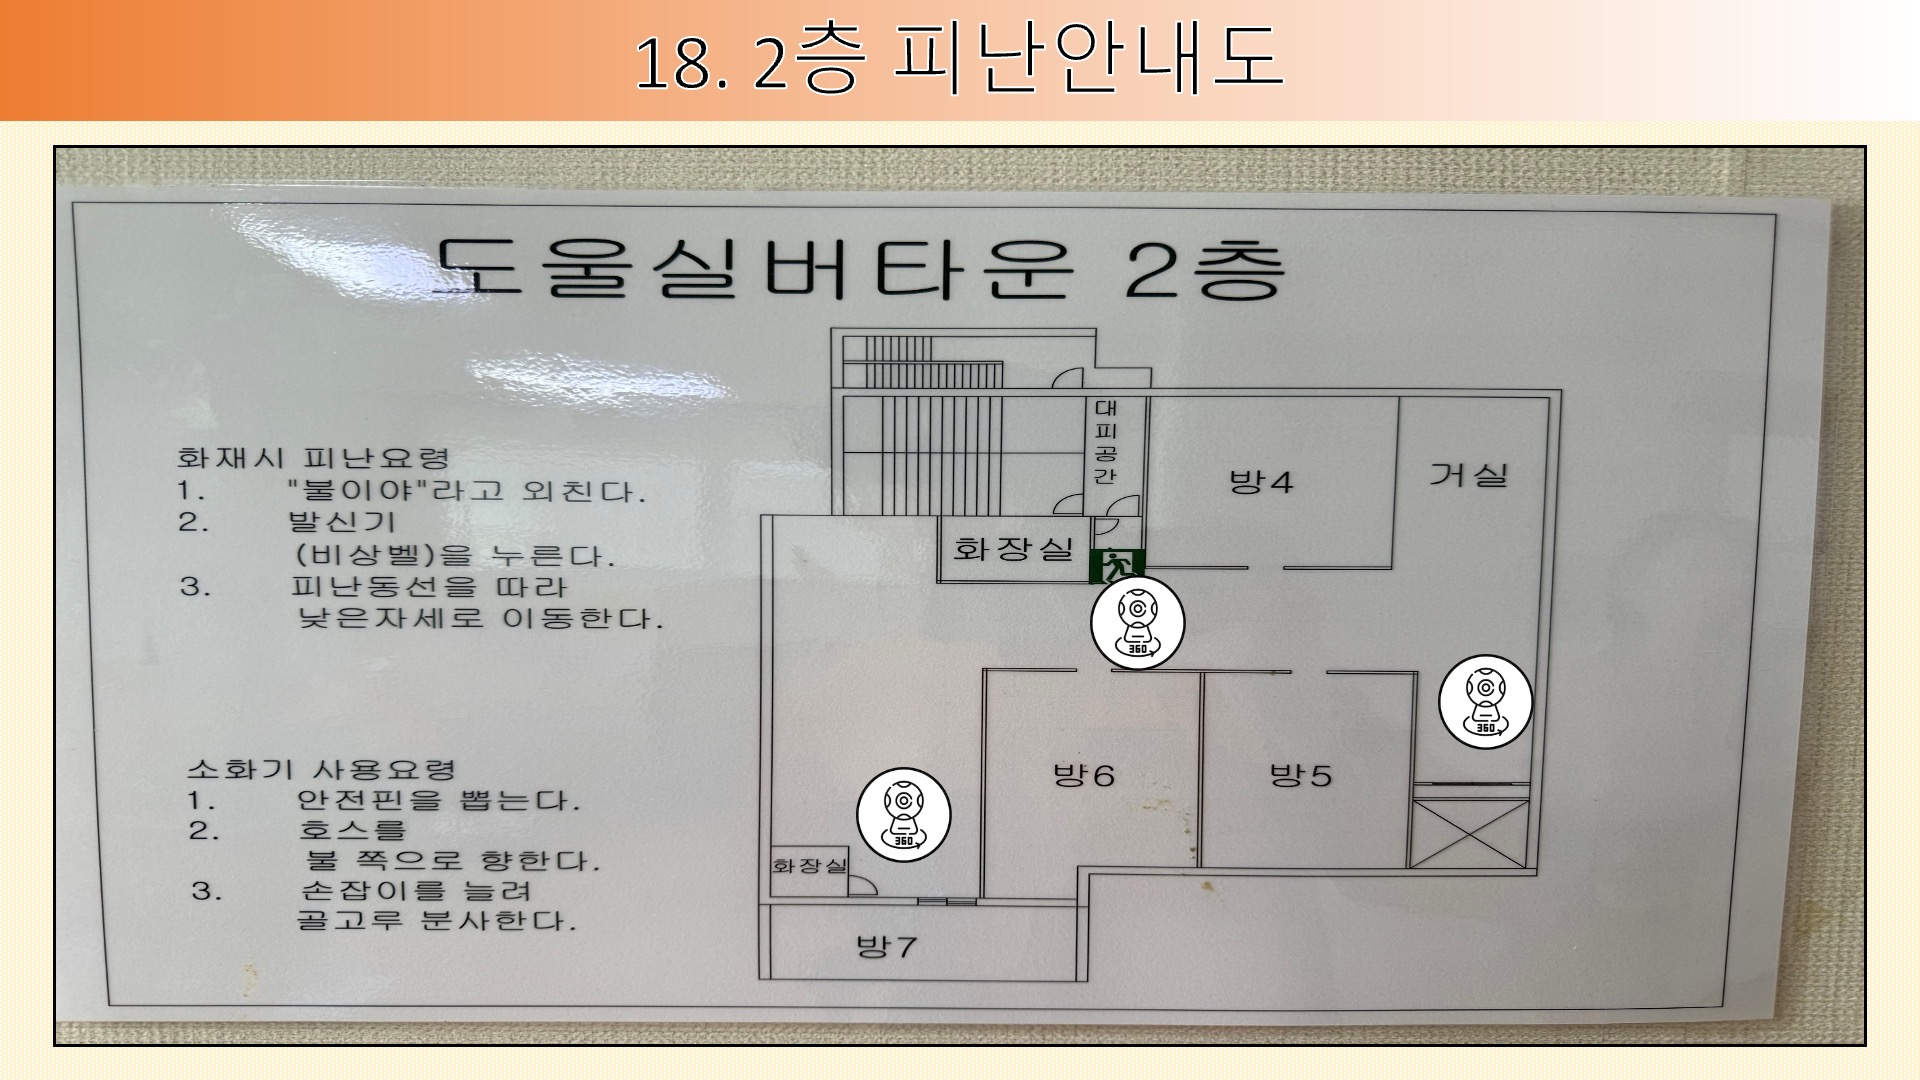 18. 2층 피난안내도
도울실버타운 2층
화재시 피난요령
1. "불이야"라고 외친다.
2. 발신기
(비상벨)을 누른다.
3. 피난동선을 따라
낮은자세로 이동한다.
소화기 사용요령
1. 안전핀을 뽑는다.
2. 호스를
불 쪽으로 향한다.
3. 손잡이를 눌려
골고루 분사한다.
대
피
공
간
방4
거실
화장실
360
360
방6
방5
360
화장실
방7